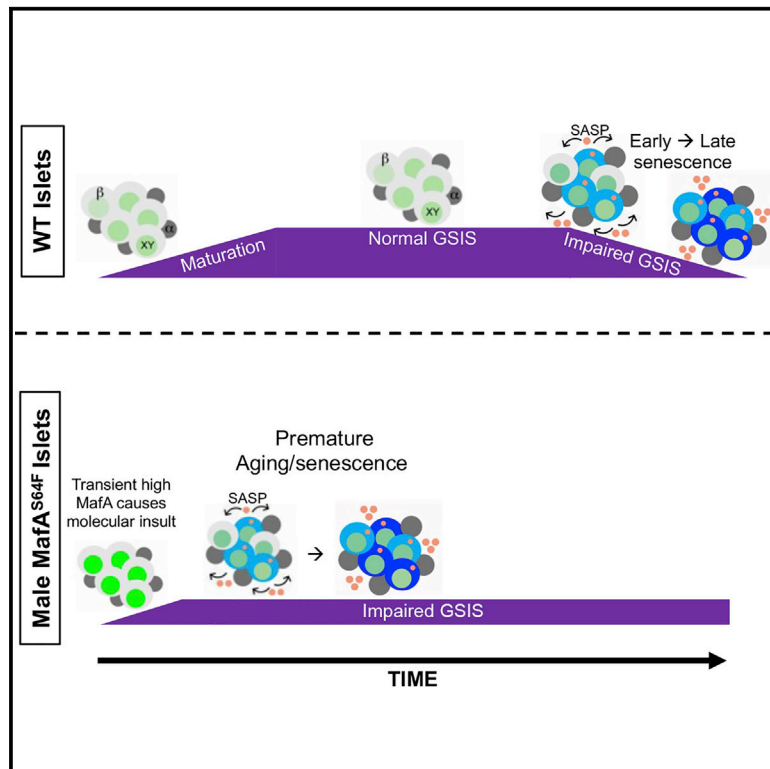 WT Islets
β
α
XY
Maturation
β
α
XY
Normal GSIS
SASP
Early → Late
senescence
Impaired GSIS
Male MafA^S64F Islets
Transient high
MafA causes
molecular insult
Premature
Aging/senescence
SASP
→
Impaired GSIS
TIME